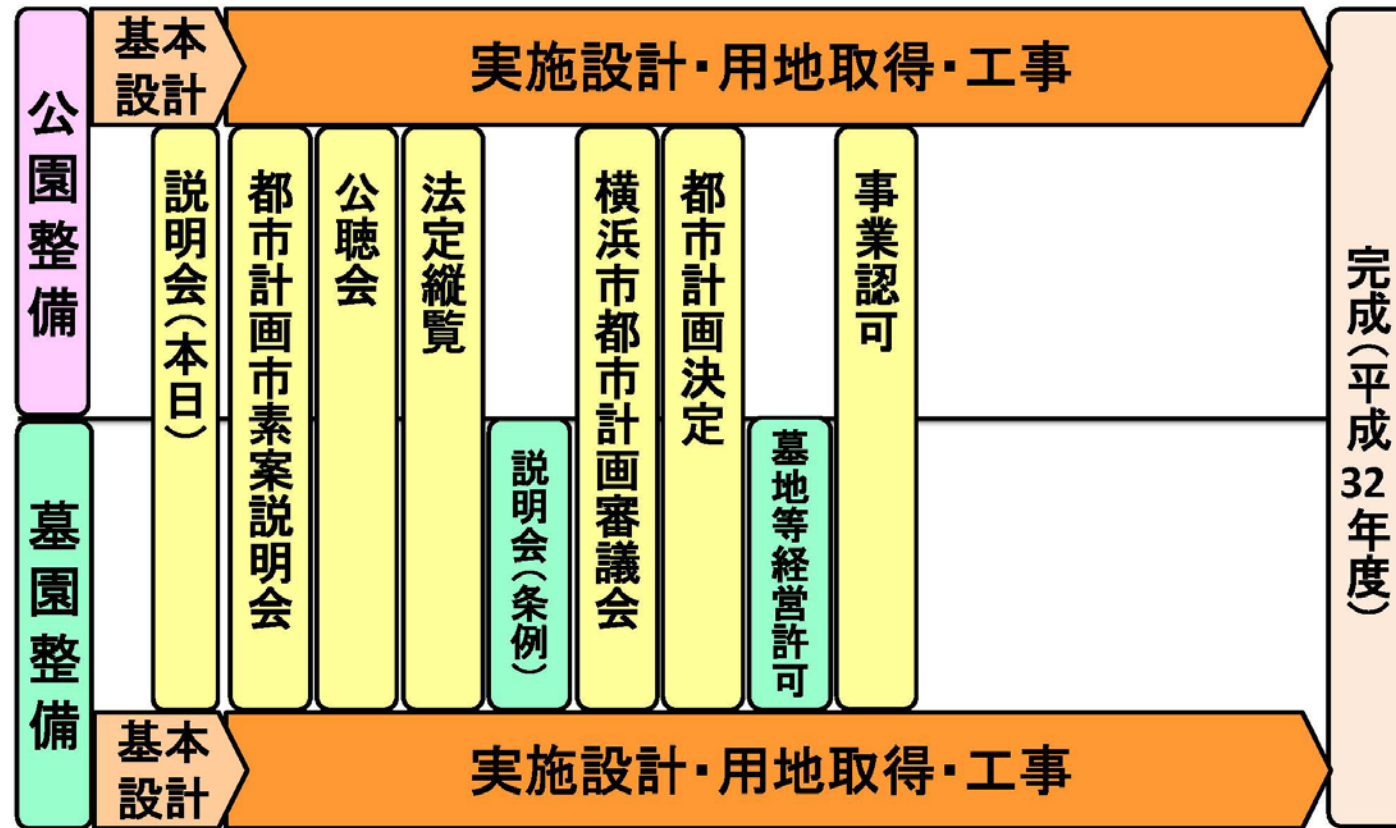 公園整備
基本
設計
実施設計・用地取得・工事
説明会(本日)
都市計画市素案説明会
公聴会
法定縦覧
説明会(条例)
横浜市都市計画審議会
都市計画決定
墓地等経営許可
事業認可
完成(平成32年度)
墓園整備
基本
設計
実施設計・用地取得・工事